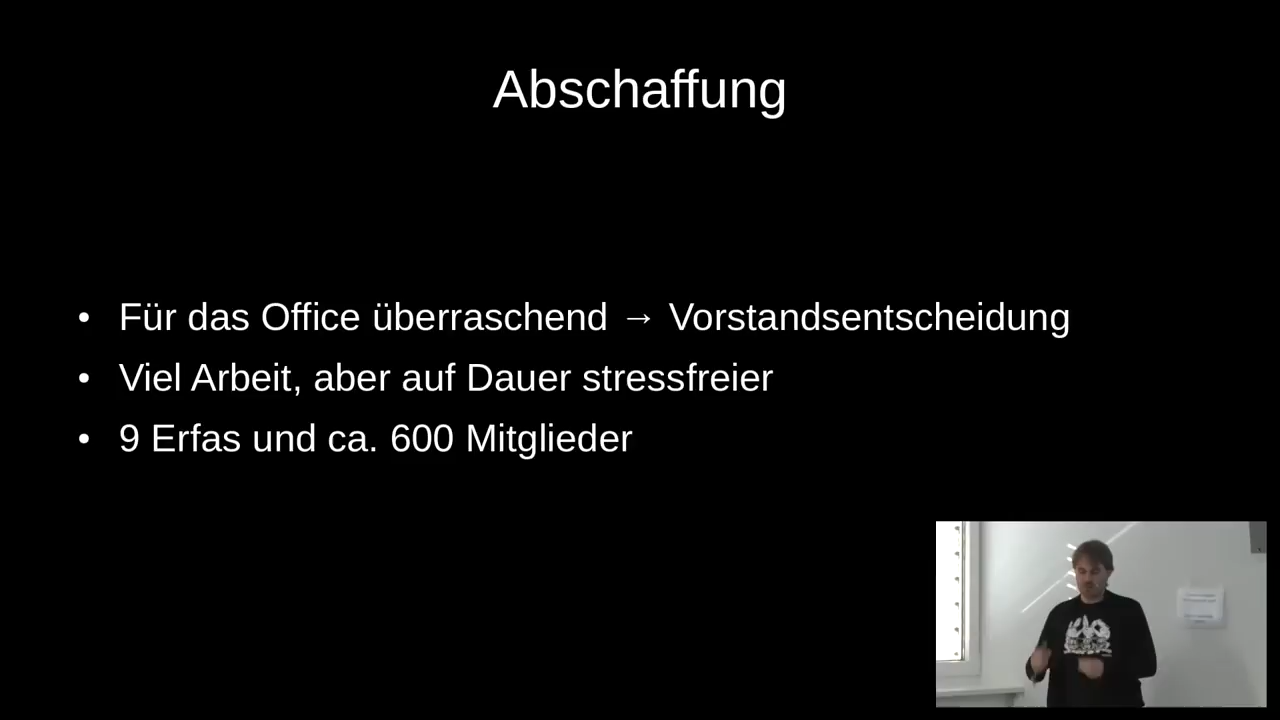 Abschaffung
• Für das Office überraschend → Vorstandsentscheidung
• Viel Arbeit, aber auf Dauer stressfreier
• 9 Erfas und ca. 600 Mitglieder